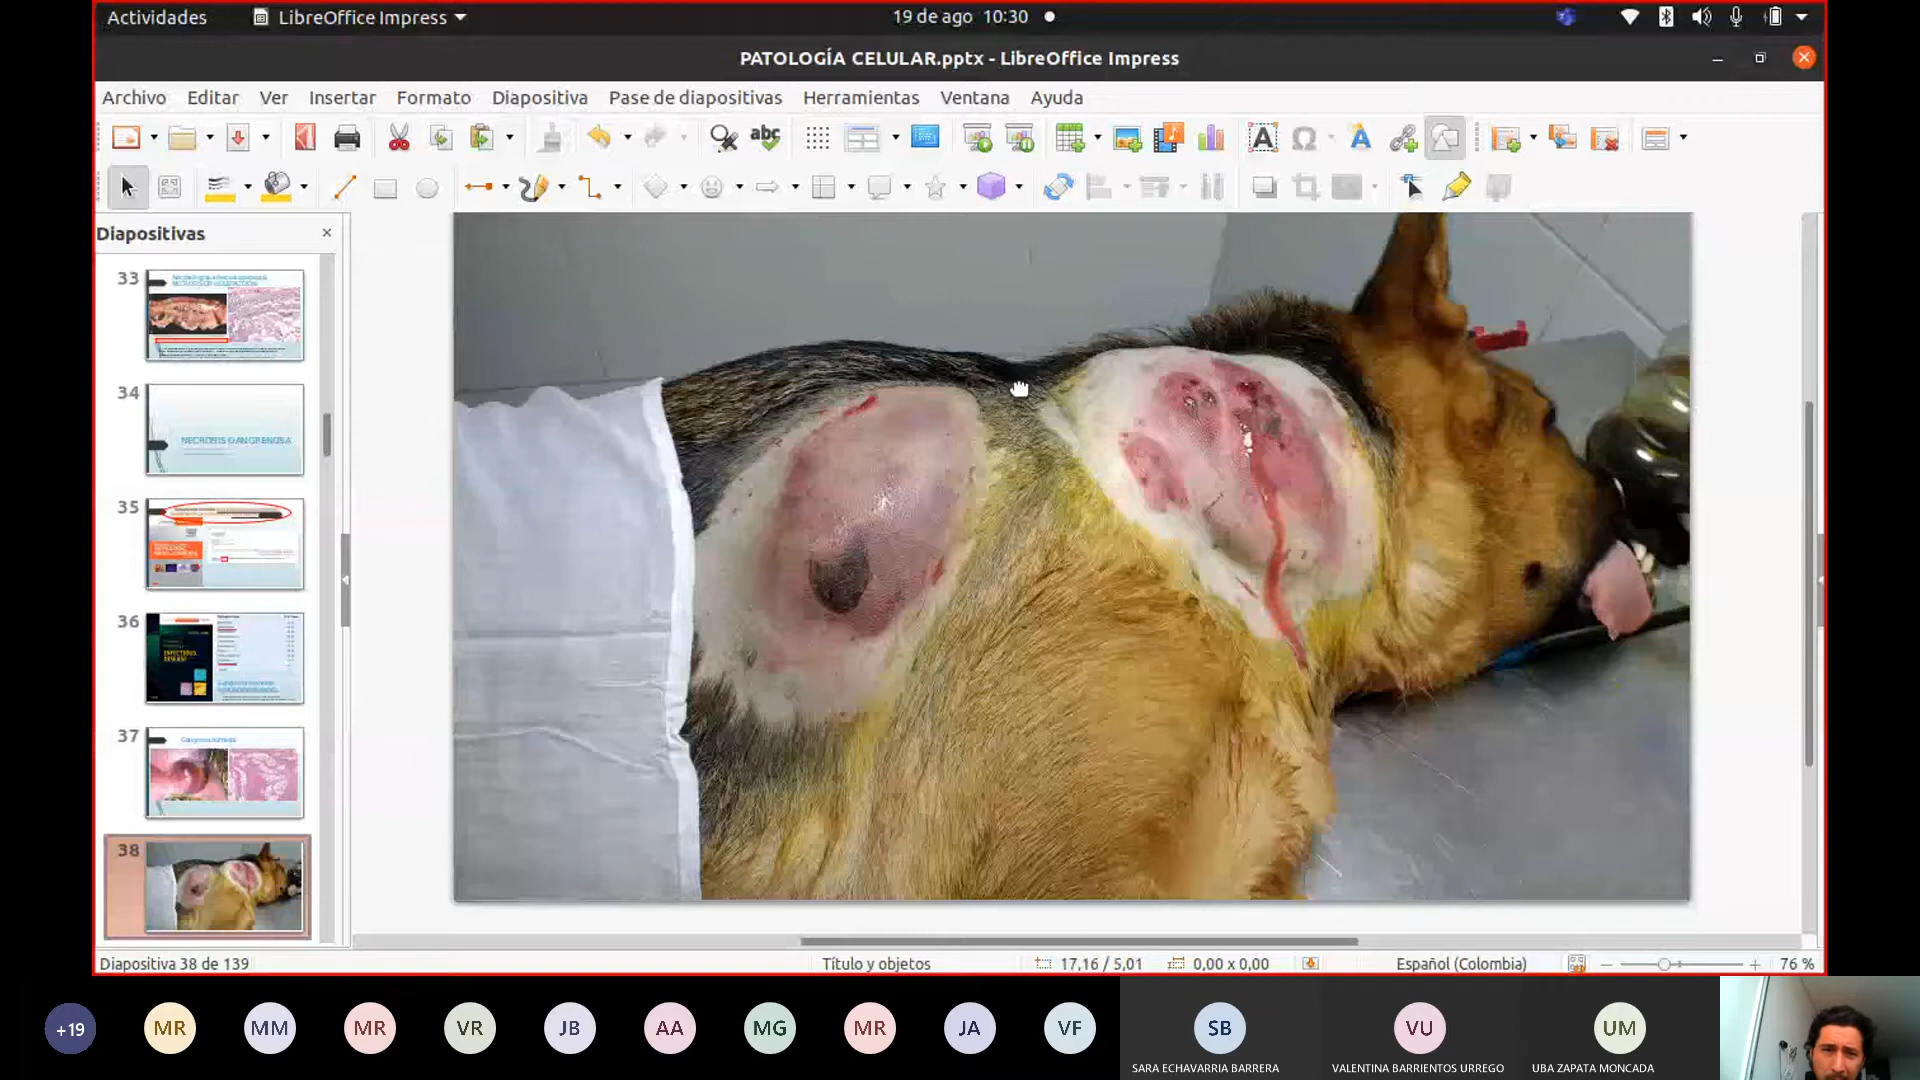 Actividades
LibreOffice Impress
19 de ago 10:30
PATOLOGÍA CELULAR.pptx - LibreOffice Impress
Archivo Editar Ver Insertar Formato Diapositiva Pase de diapositivas Herramientas Ventana Ayuda
abc
A Ω A
Diapositivas
33
34
NECROSIS GANGRENOSA
35
36
INFECTIOUS DISEASE
37
38
Diapositiva 38 de 139
Título y objetos
17,16 / 5,01
0,00 x 0,00
Español (Colombia)
76 %
+19 MR MM MR VR JB AA MG MR JA VF SB VU UM
SARA ECHAVARRIA BARRERA
VALENTINA BARRIENTOS URREGO
UBA ZAPATA MONCADA